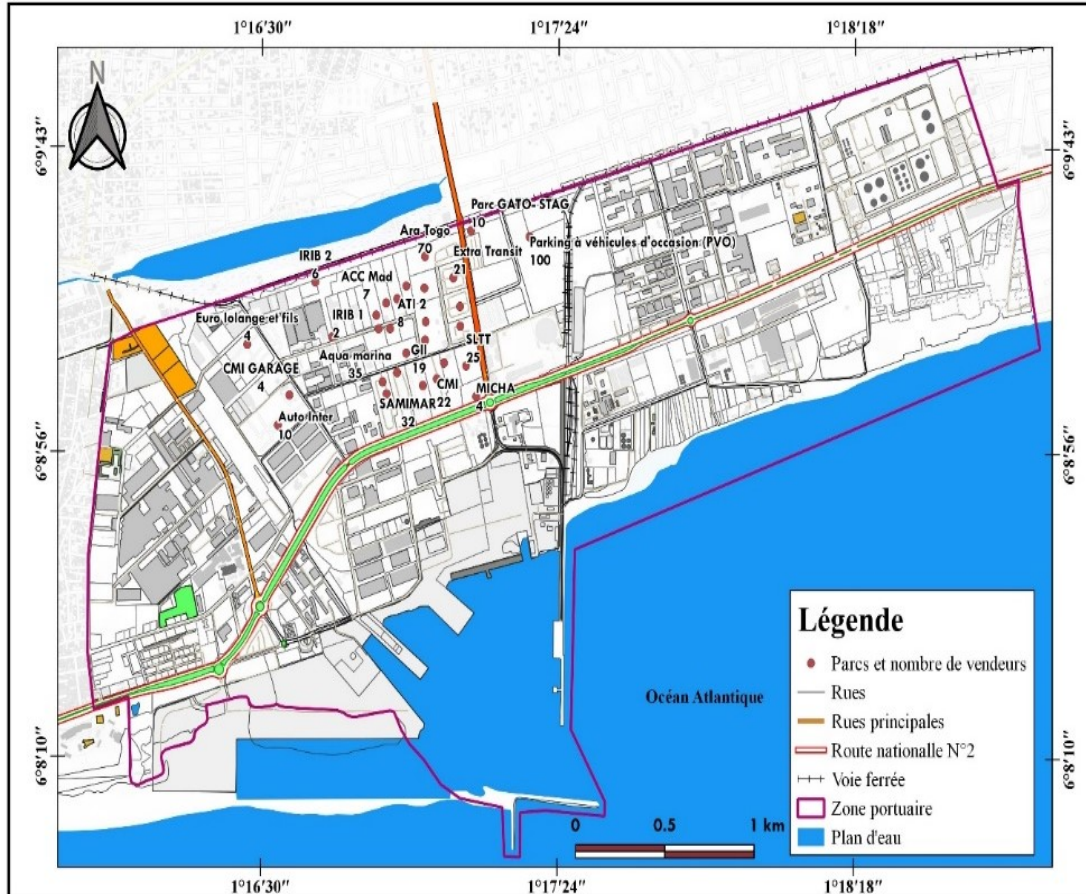 1°16'30"
1°17'24"
1°18'18"
N
6°9'43"
6°9'43"
Parc GATO- STAG
10
Ara Togo
70
Parking à véhicules d'occasion (PVO)
100
Extra Transit
21
IRIB 2
6
ACC Mad
7
ATI 2
8
Euro lolange et fils
4
IRIB 1
2
SLTT
25
GII
19
Aqua marina
35
CMI GARAGE
4
CMI
22
MICHA
4
SAMIMAR
32
Auto Inter
10
6°8'56"
6°8'56"
Légende
Parcs et nombre de vendeurs
Rues
Rues principales
Route nationalle N°2
Voie ferrée
Zone portuaire
Plan d'eau
Océan Atlantique
6°8'10"
6°8'10"
0 0.5 1 km
1°16'30"
1°17'24"
1°18'18"